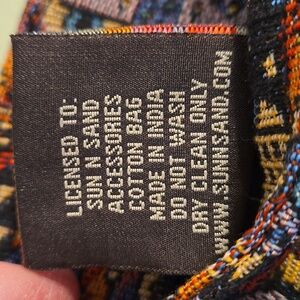 LICENSED TO:
SUN N SAND
ACCESSORIES
COTTON BAG
MADE IN INDIA
DO NOT WASH
DRY CLEAN ONLY
WWW.SUNNSAND.COM